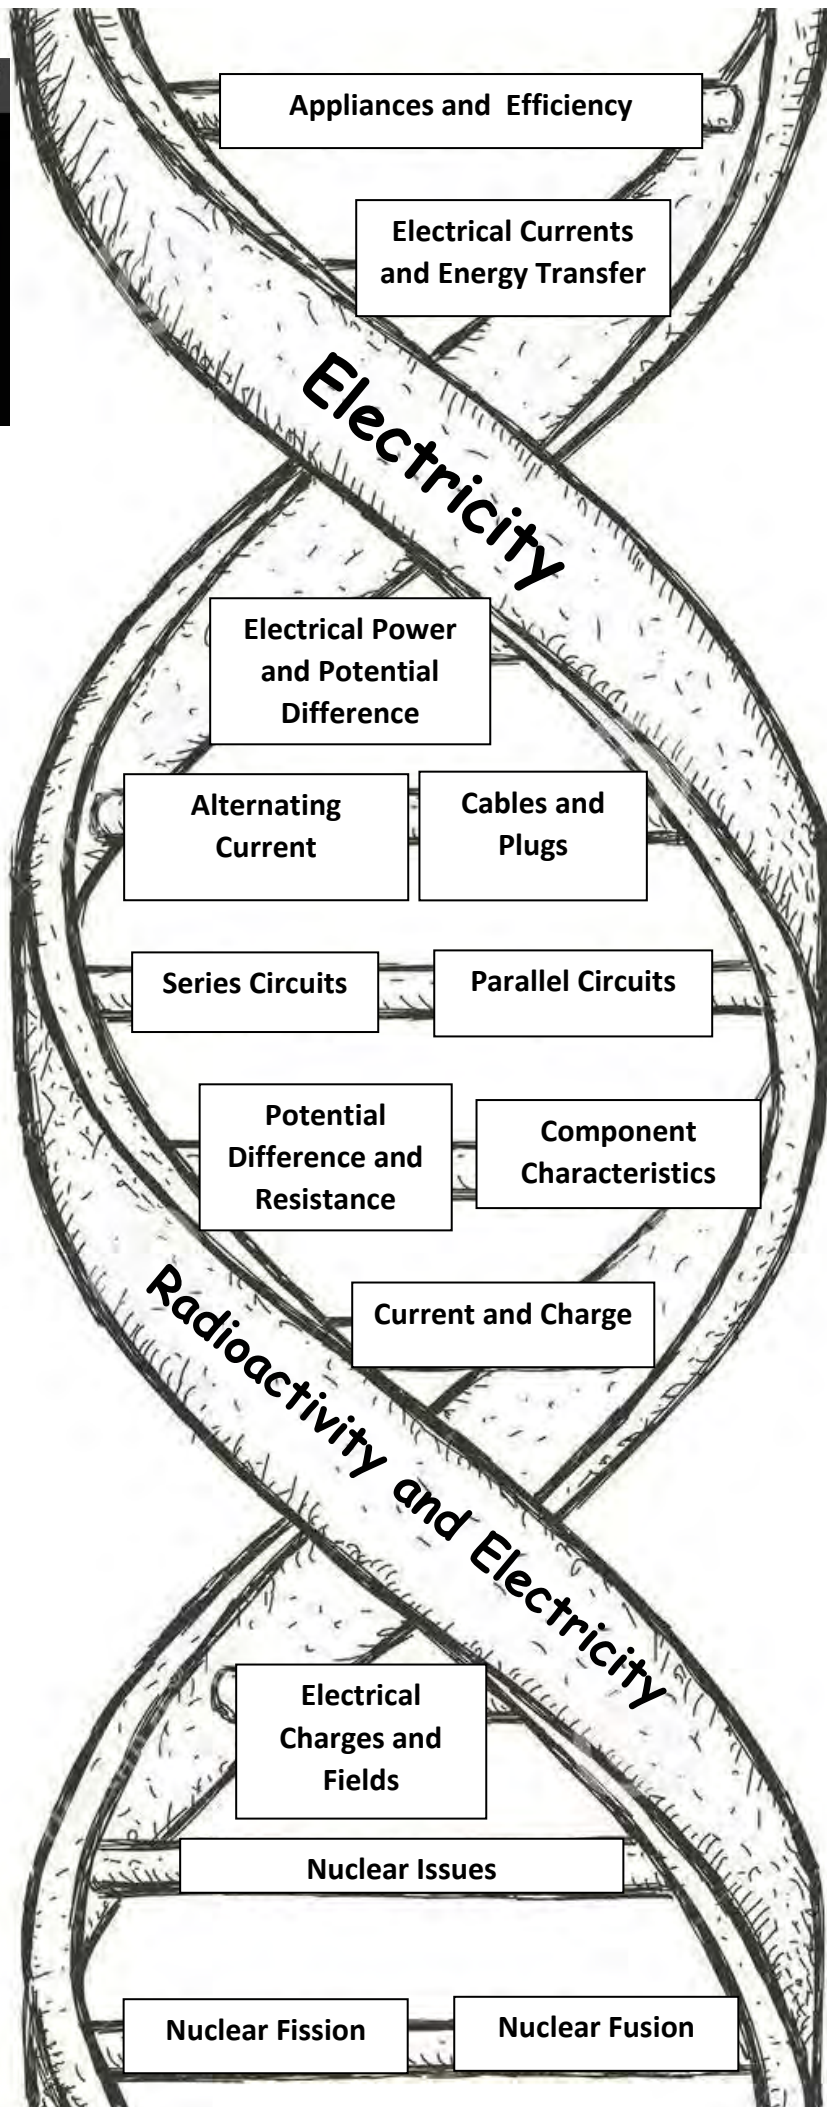 Appliances and  Efficiency
Electrical Currents
and Energy Transfer
Electricity
Electrical Power
and Potential
Difference
Alternating
Current
Cables and
Plugs
Series Circuits
Parallel Circuits
Potential
Difference and
Resistance
Component
Characteristics
Current and Charge
Radioactivity and Electricity
Electrical
Charges and
Fields
Nuclear Issues
Nuclear Fission
Nuclear Fusion